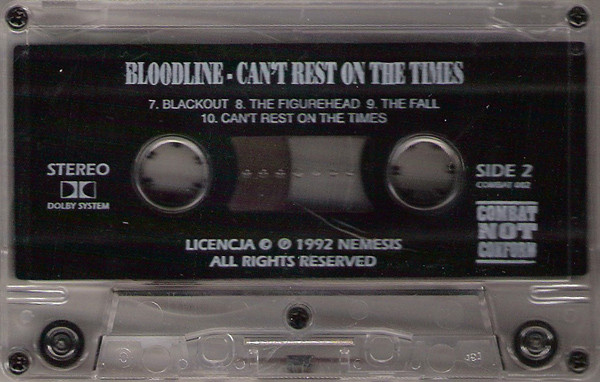 BLOODLINE - CAN'T REST ON THE TIMES
7. BLACKOUT 8. THE FIGUREHEAD 9. THE FALL
10. CAN'T REST ON THE TIMES
STEREO
DOLBY SYSTEM
SIDE 2
COMBAT 002
COMBAT
NOT
CONFORM
LICENCJA © ℗ 1992 NEMESIS
ALL RIGHTS RESERVED